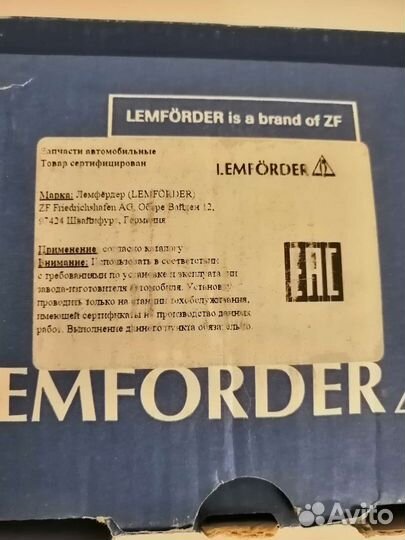 LEMFÖRDER is a brand of ZF
Запчасти автомобильные
Товар сертифицирован
LEMFÖRDER
Марка: Лемфёрдер (LEMFORDER)
ZF Friedrichshafen AG, Обере Вайден 12,
97424 Швайнфурт, Германия
Применение: согласно каталогу
Внимание: Использовать в соответствии
с требованиями по установке и эксплуатации
завода-изготовителя автомобиля. Установку
проводить только на станции техобслуживания,
имеющей сертификаты на производство данных
работ. Выполнение данного пункта обязательно.
EAC
EMFÖRDER
Avito